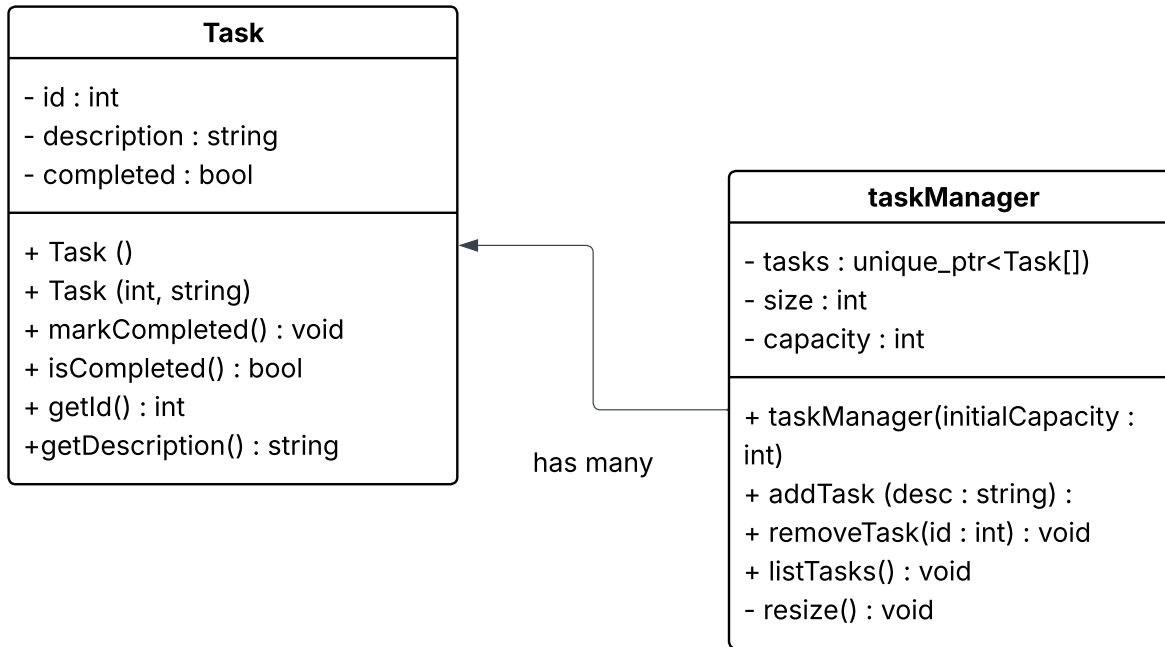 Task
- id : int
- description : string
- completed : bool
+ Task ()
+ Task (int, string)
+ markCompleted() : void
+ isCompleted() : bool
+ getId() : int
+getDescription() : string
has many
taskManager
- tasks : unique_ptr<Task[])
- size : int
- capacity : int
+ taskManager(initialCapacity :
int)
+ addTask (desc : string) :
+ removeTask(id : int) : void
+ listTasks() : void
- resize() : void